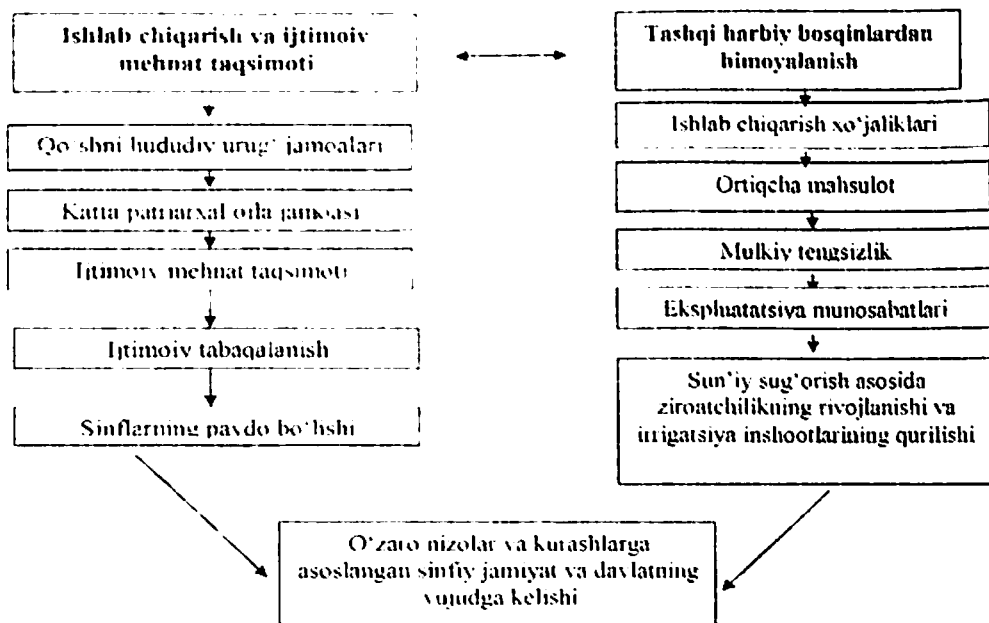 Ishlab chiqarish va ijtimoiy
mehnat taqsimoti
Qo‘shni hududiy urug‘ jamoalari
Katta patriarxal oila jamoasi
Ijtimoiy mehnat taqsimoti
Ijtimoiy tabaqalanish
Sinflarning paydo bo‘lishi
Tashqi harbiy bosqinlardan
himoyalanish
Ishlab chiqarish xo‘jaliklari
Ortiqcha mahsulot
Mulkiy tengsizlik
Ekspluatatsiya munosabatlari
Sun’iy sug‘orish asosida
ziroatchilikning rivojlanishi va
irrigatsiya inshootlarining qurilishi
O‘zaro nizolar va kurashlarga
asoslangan sinfiy jamiyat va davlatning
vujudga kelishi